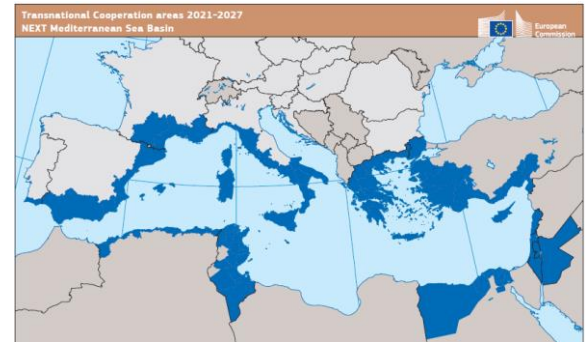 Transnational Cooperation areas 2021-2027
NEXT Mediterranean Sea Basin
European
Commission